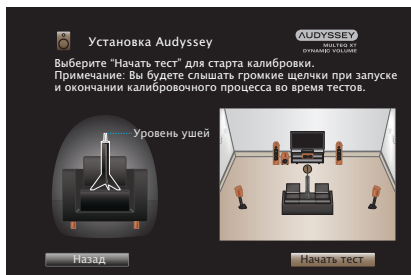 Установка Audyssey
AUDYSSEY
MULTEQ XT
DYNAMIC VOLUME
Выберите “Начать тест” для старта калибровки.
Примечание: Вы будете слышать громкие щелчки при запуске
и окончании калибровочного процесса во время тестов.
Уровень ушей
Назад
Начать тест